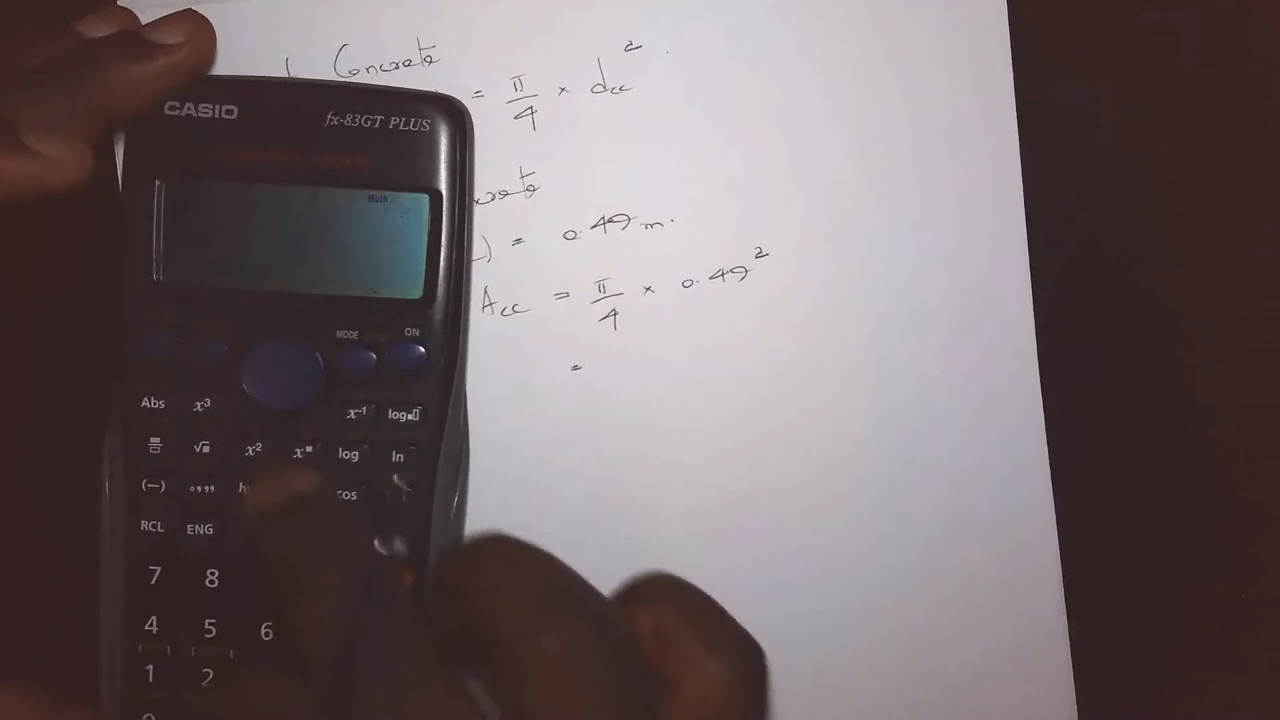 Concrete
= π/4 × dcc²
) = 0.49 m.
Acc = π/4 × 0.49²
=
CASIO
fx-83GT PLUS
Math
MODE ON
Abs x³ x⁻¹ log
√ x² x log ln
(−) cos
RCL ENG
7 8
4 5 6
1 2